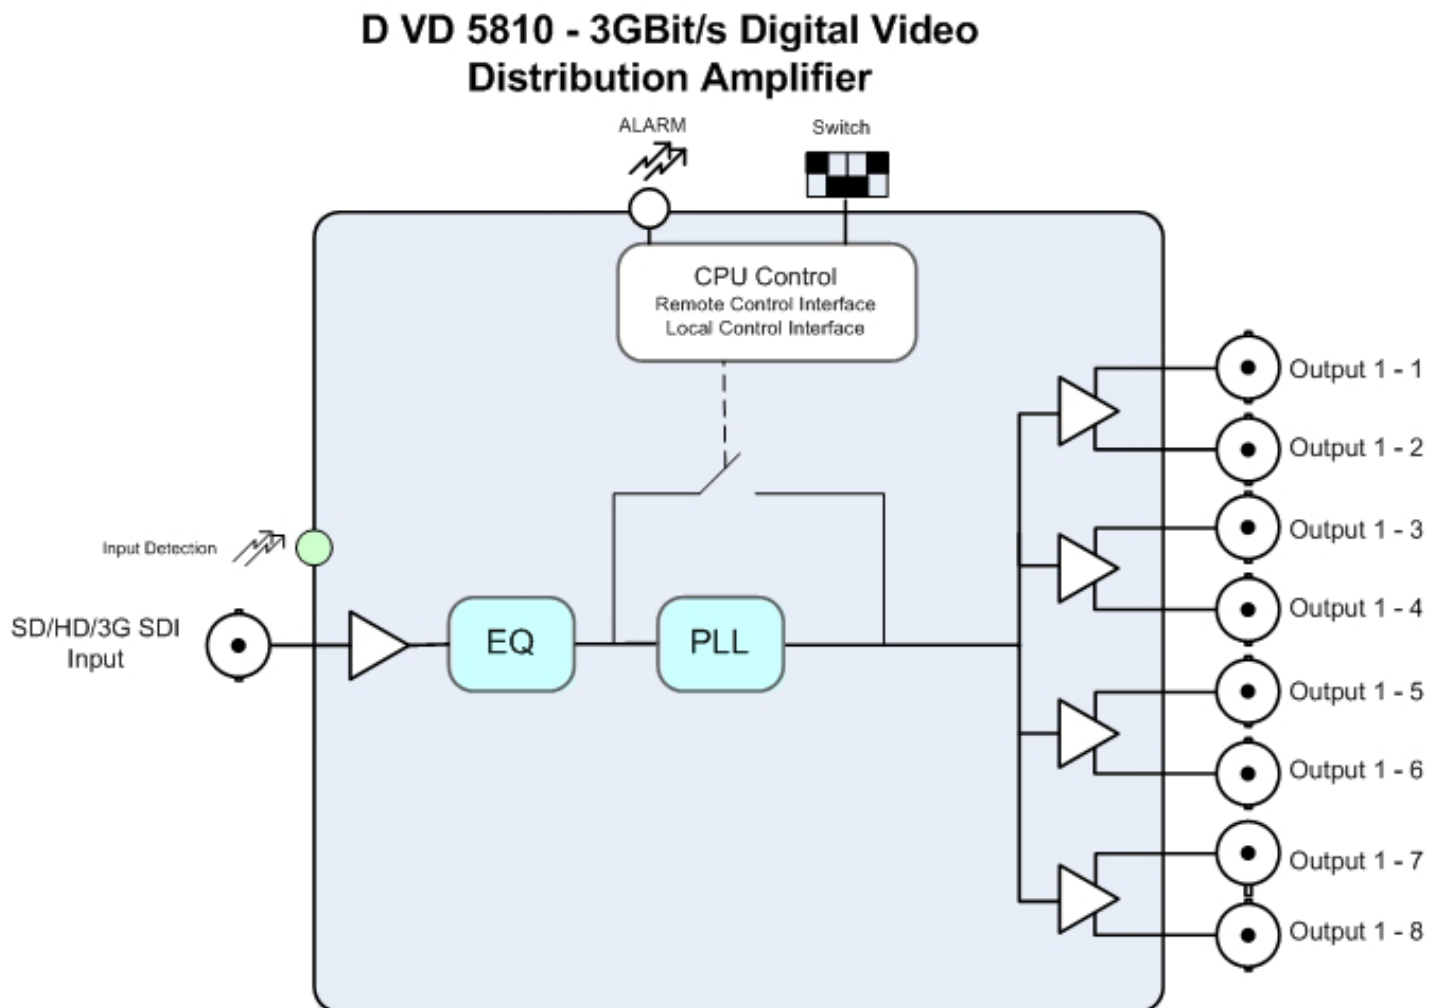 D VD 5810 - 3GBit/s Digital Video
Distribution Amplifier
ALARM
Switch
CPU Control
Remote Control Interface
Local Control Interface
Output 1 - 1
Output 1 - 2
Output 1 - 3
Input Detection
Output 1 - 4
SD/HD/3G SDI
Input
EQ
PLL
Output 1 - 5
Output 1 - 6
Output 1 - 7
Output 1 - 8